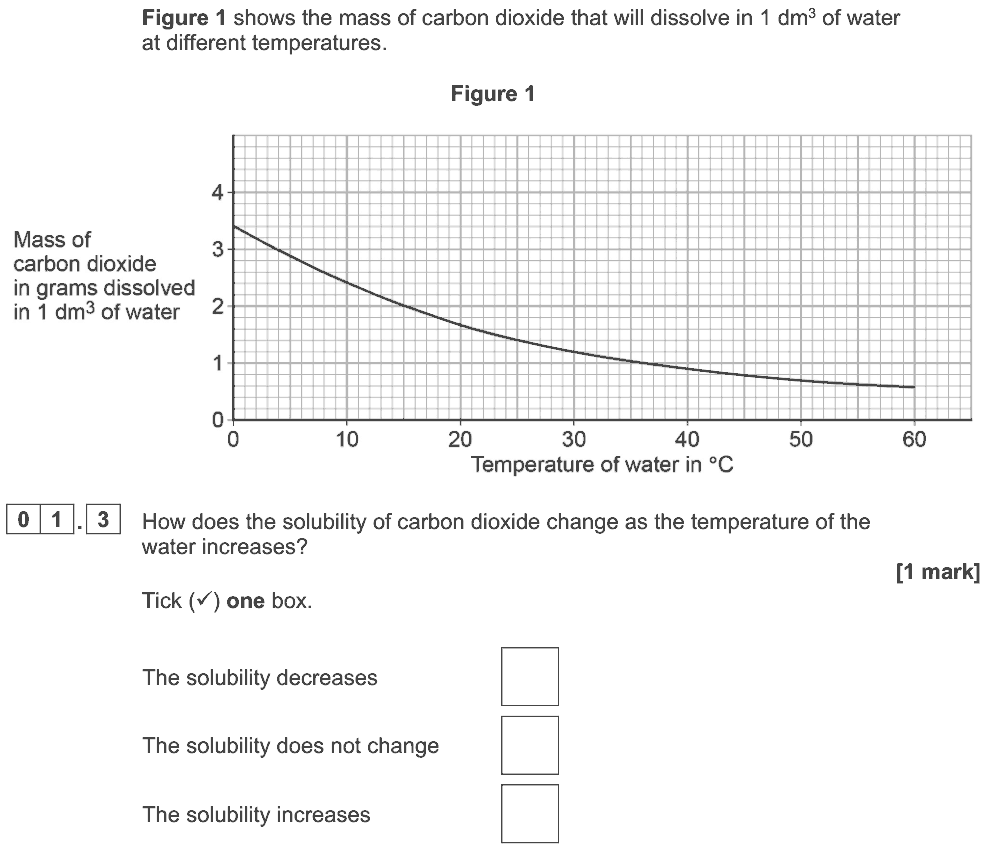 Figure 1 shows the mass of carbon dioxide that will dissolve in 1 dm³ of water
at different temperatures.
Figure 1
Mass of
carbon dioxide
in grams dissolved
in 1 dm³ of water
4
3
2
1
0
0 10 20 30 40 50 60
Temperature of water in °C
0 1 . 3 How does the solubility of carbon dioxide change as the temperature of the
water increases?
[1 mark]
Tick (✓) one box.
The solubility decreases
The solubility does not change
The solubility increases